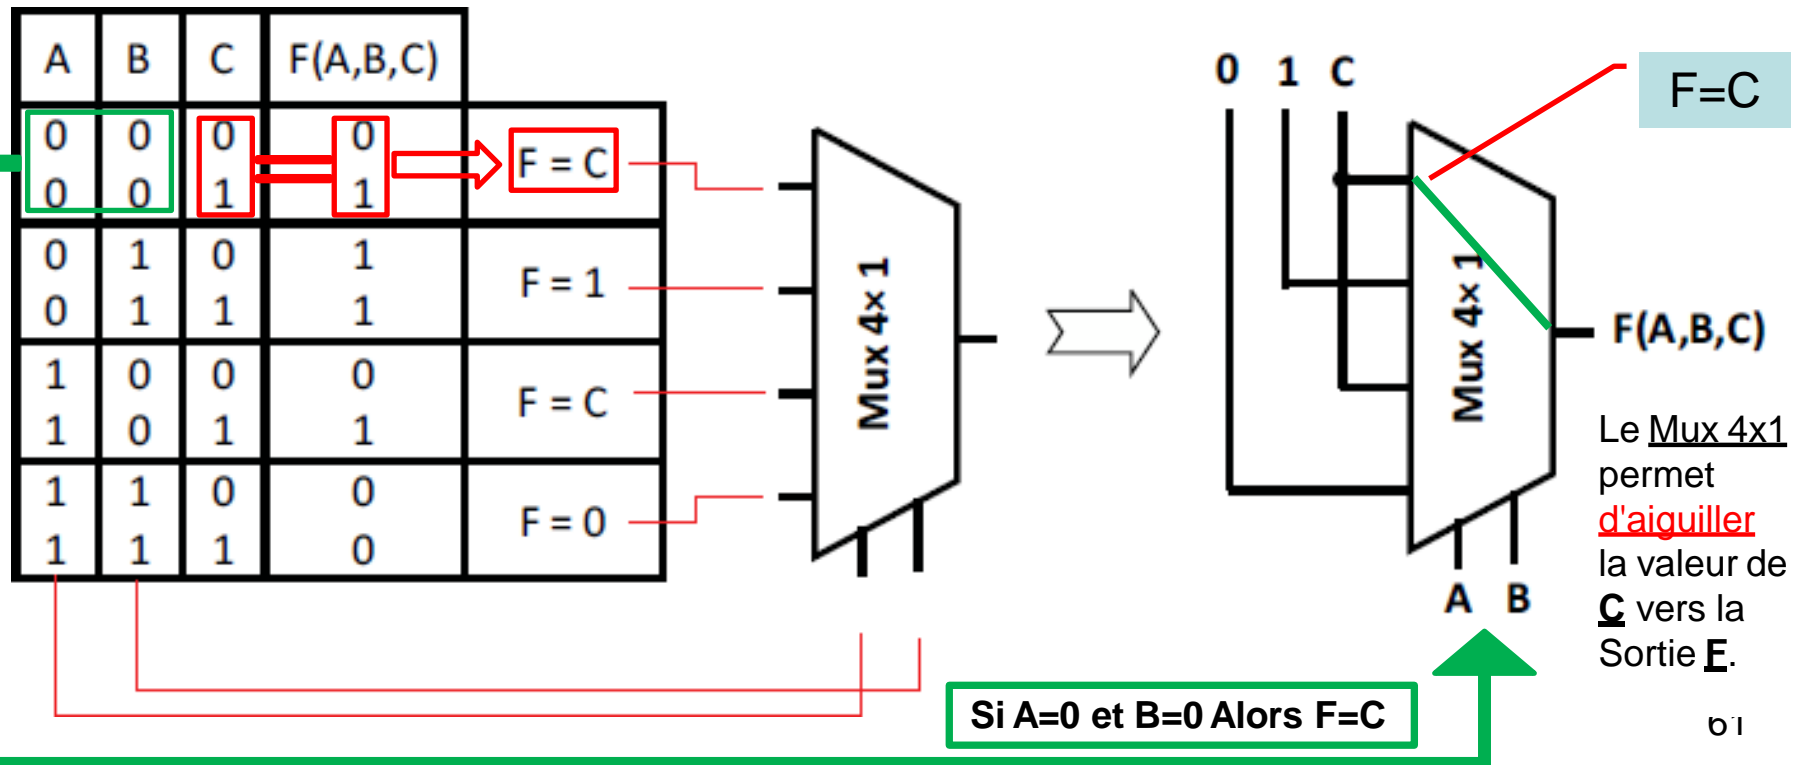 A B C F(A,B,C)
0 0 0 0
0 0 1 1
F = C
0 1 0 1
0 1 1 1
F = 1
1 0 0 0
1 0 1 1
F = C
1 1 0 0
1 1 1 0
F = 0
Mux 4× 1
0 1 C
Mux 4× 1
A B
F(A,B,C)
F=C
Le Mux 4x1
permet
d'aiguiller
la valeur de
C vers la
Sortie F.
Si A=0 et B=0 Alors F=C